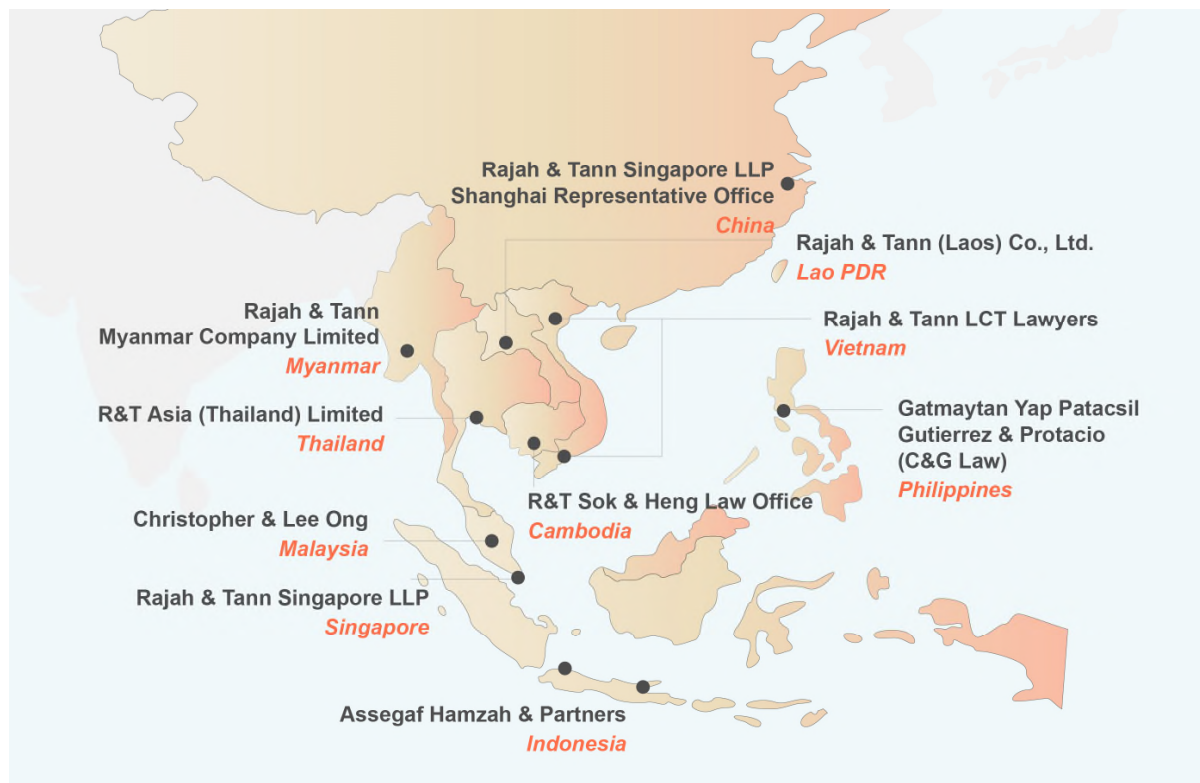 Rajah & Tann Singapore LLP
Shanghai Representative Office
China
Rajah & Tann (Laos) Co., Ltd.
Lao PDR
Rajah & Tann
Myanmar Company Limited
Myanmar
Rajah & Tann LCT Lawyers
Vietnam
R&T Asia (Thailand) Limited
Thailand
Gatmaytan Yap Patacsil
Gutierrez & Protacio
(C&G Law)
Philippines
R&T Sok & Heng Law Office
Cambodia
Christopher & Lee Ong
Malaysia
Rajah & Tann Singapore LLP
Singapore
Assegaf Hamzah & Partners
Indonesia